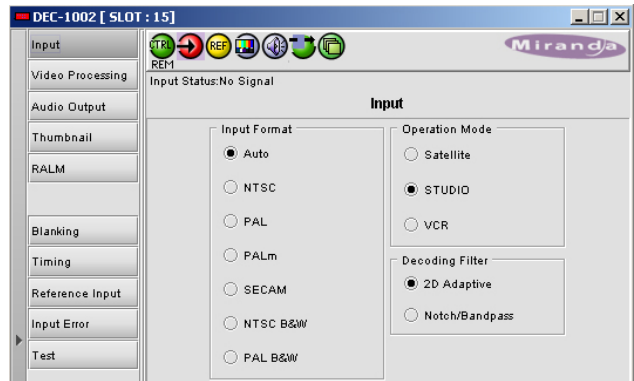 DEC-1002 [ SLOT : 15]
Input
Video Processing
Audio Output
Thumbnail
RALM
Blanking
Timing
Reference Input
Input Error
Test
CTRL
REF
REM
Miranda
Input Status:No Signal
Input
Input Format
Auto
NTSC
PAL
PALm
SECAM
NTSC B&W
PAL B&W
Operation Mode
Satellite
STUDIO
VCR
Decoding Filter
2D Adaptive
Notch/Bandpass